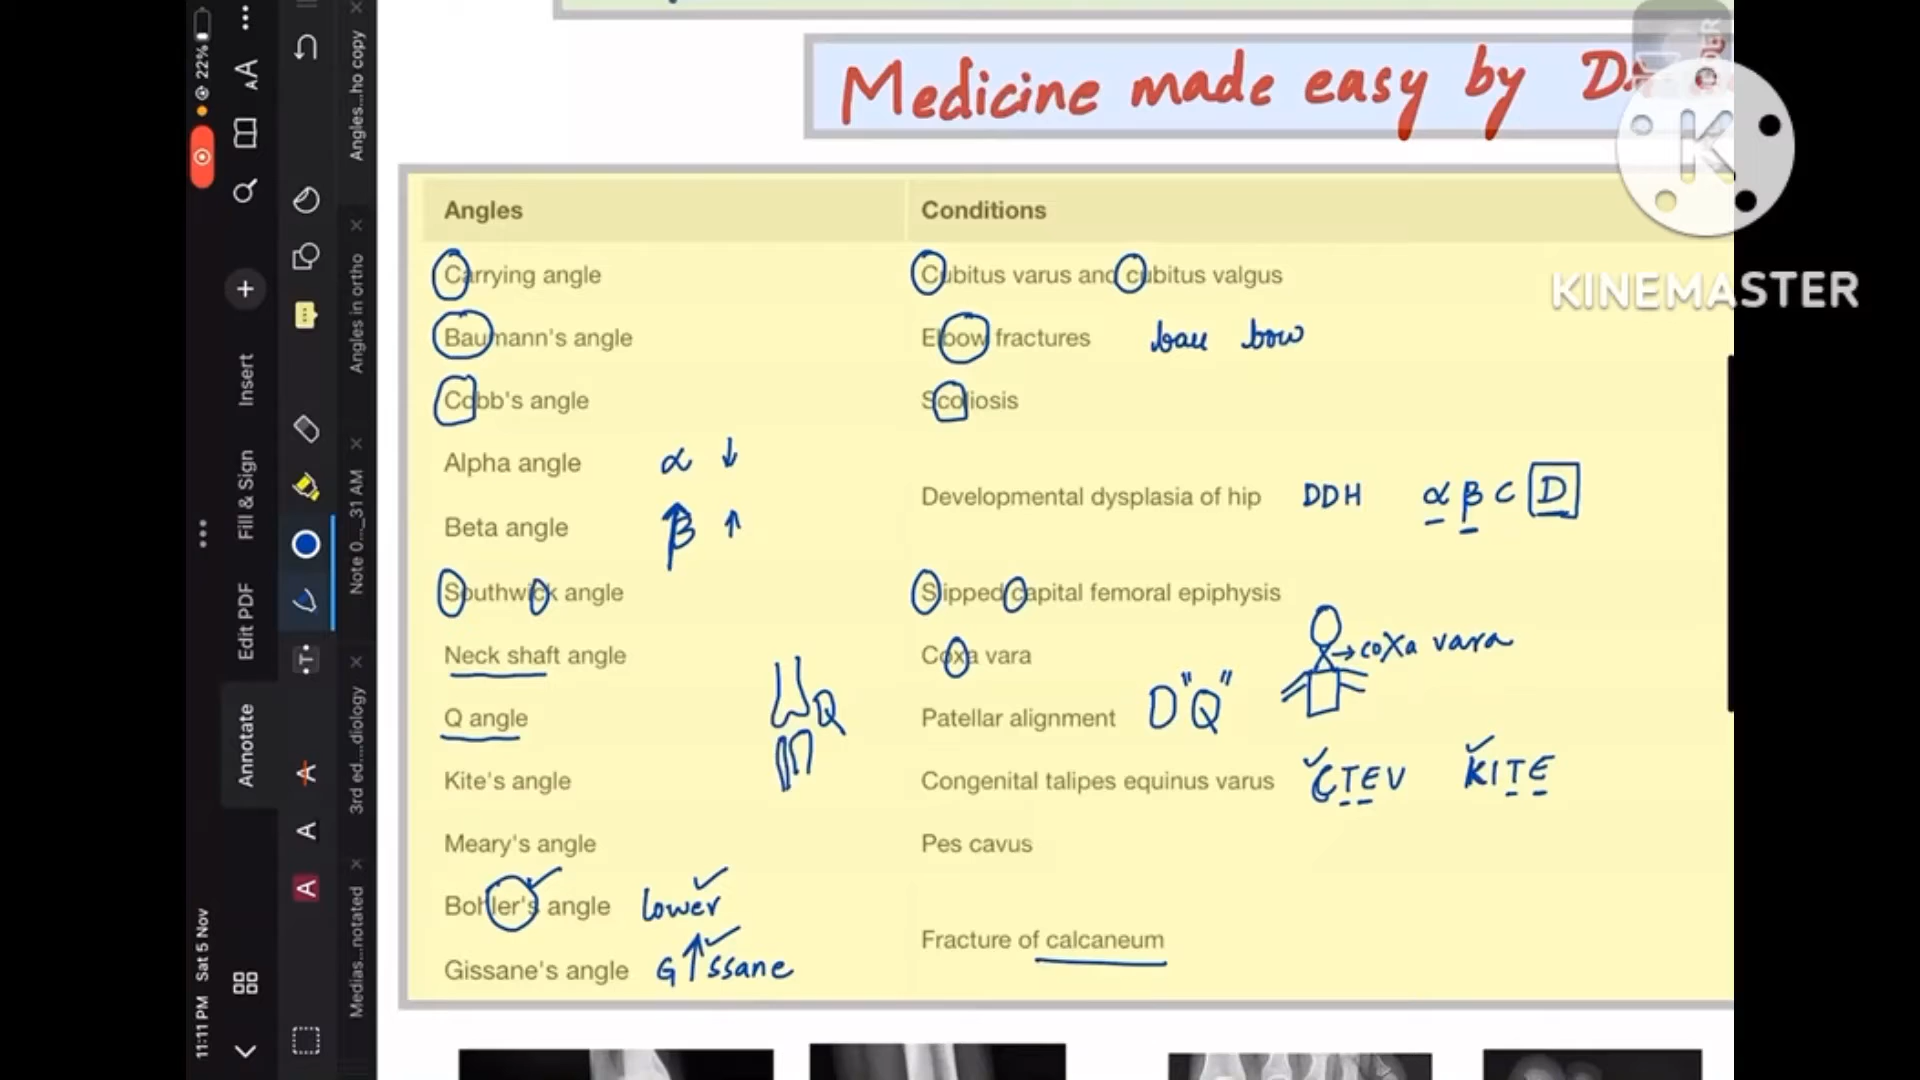 Medicine made easy by
KINEMASTER
Angles Conditions
Carrying angle Cubitus varus and cubitus valgus
Baumann's angle Elbow fractures bau bow
Cobb's angle Scoliosis
Alpha angle α ↓
Developmental dysplasia of hip DDH α β C D
Beta angle β ↑
Southwick angle Slipped capital femoral epiphysis
Neck shaft angle Coxa vara → coXa vara
Q angle Q Patellar alignment D"Q"
Kite's angle Congenital talipes equinus varus CTEV KITE
Meary's angle Pes cavus
Bohler's angle lower
Fracture of calcaneum
Gissane's angle G↑ssane
22%
11:11 PM Sat 5 Nov
AA
Insert
Fill & Sign
Edit PDF
Annotate
Angles...ho copy
Angles in ortho
Note 0..._31 AM
3rd ed...diology
Medias...notated
T
A
A
A
K